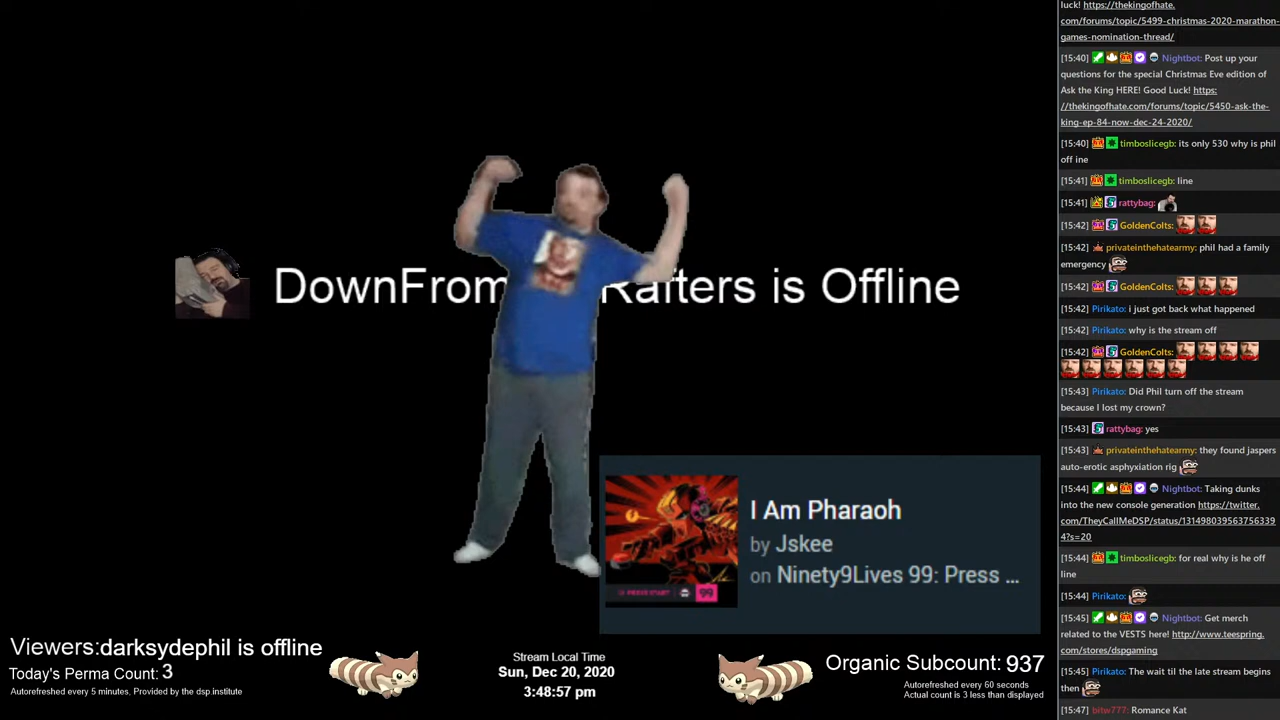 DownFrom Rafters is Offline
I Am Pharaoh
by Jskee
on Ninety9Lives 99: Press ...
PRESS START
99
Viewers:darksydephil is offline
Today's Perma Count: 3
Autorefreshed every 5 minutes, Provided by the dsp.institute
Stream Local Time
Sun, Dec 20, 2020
3:48:57 pm
Organic Subcount: 937
Autorefreshed every 60 seconds
Actual count is 3 less than displayed
luck! https://thekingofhate.
com/forums/topic/5499-christmas-2020-marathon-
games-nomination-thread/
[15:40] Nightbot: Post up your
questions for the special Christmas Eve edition of
Ask the King HERE! Good Luck! https:
//thekingofhate.com/forums/topic/5450-ask-the-
king-ep-84-now-dec-24-2020/
[15:40] timboslicegb: its only 530 why is phil
off ine
[15:41] timboslicegb: line
[15:41] rattybag:
[15:42] GoldenColts:
[15:42] privateinthehatearmy: phil had a family
emergency
[15:42] GoldenColts:
[15:42] Pirikato: i just got back what happened
[15:42] Pirikato: why is the stream off
[15:42] GoldenColts:
[15:43] Pirikato: Did Phil turn off the stream
because I lost my crown?
[15:43] rattybag: yes
[15:43] privateinthehatearmy: they found jaspers
auto-erotic asphyxiation rig
[15:44] Nightbot: Taking dunks
into the new console generation https://twitter.
com/TheyCallMeDSP/status/131498039563756339
4?s=20
[15:44] timboslicegb: for real why is he off
line
[15:44] Pirikato:
[15:45] Nightbot: Get merch
related to the VESTS here! http://www.teespring.
com/stores/dspgaming
[15:45] Pirikato: The wait til the late stream begins
then
[15:47] bitw777: Romance Kat